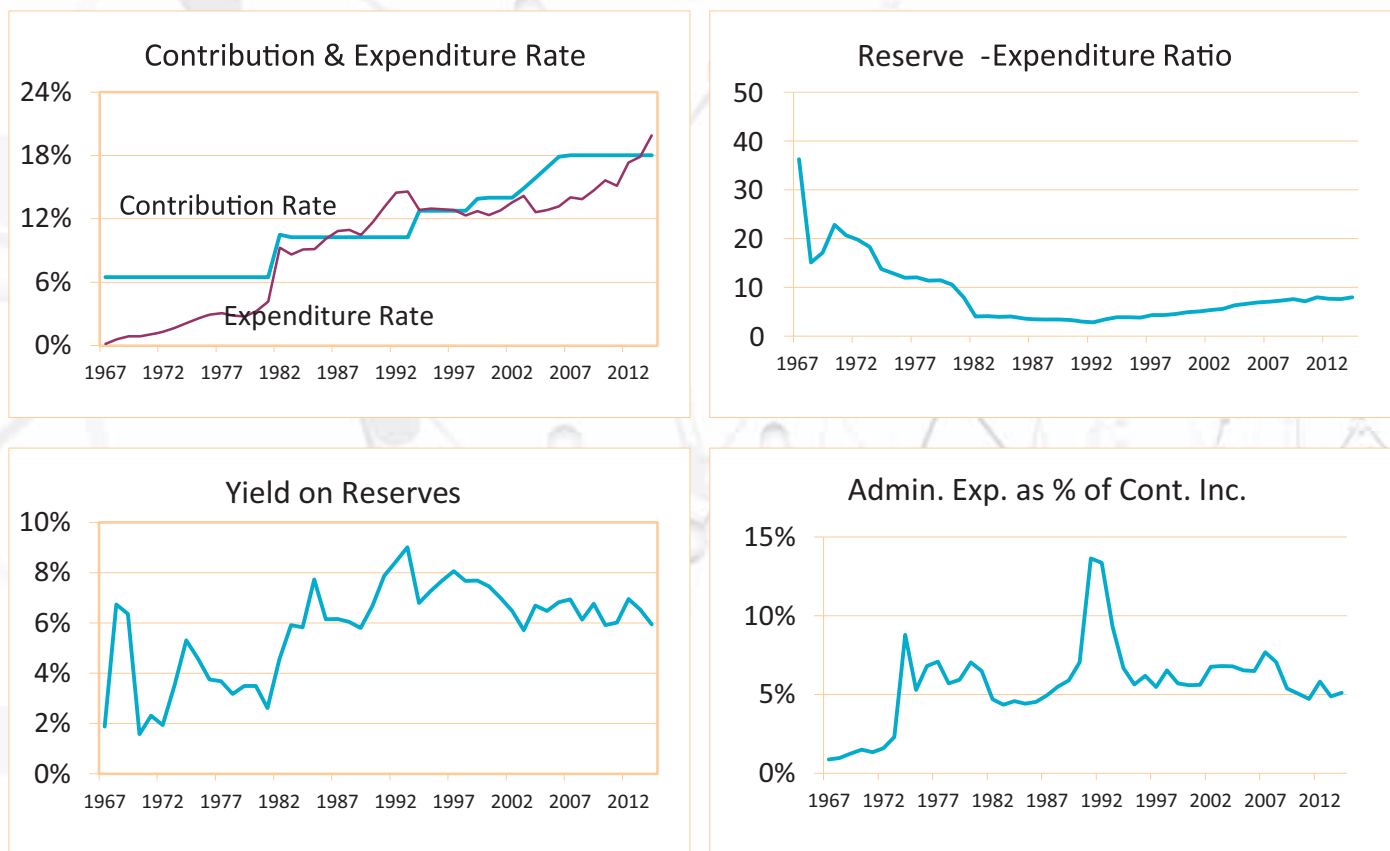 Contribution & Expenditure Rate
24%
18%
12%
6%
0%
Contribution Rate
Expenditure Rate
1967 1972 1977 1982 1987 1992 1997 2002 2007 2012
Reserve -Expenditure Ratio
50
40
30
20
10
0
1967 1972 1977 1982 1987 1992 1997 2002 2007 2012
Yield on Reserves
10%
8%
6%
4%
2%
0%
1967 1972 1977 1982 1987 1992 1997 2002 2007 2012
Admin. Exp. as % of Cont. Inc.
15%
10%
5%
0%
1967 1972 1977 1982 1987 1992 1997 2002 2007 2012